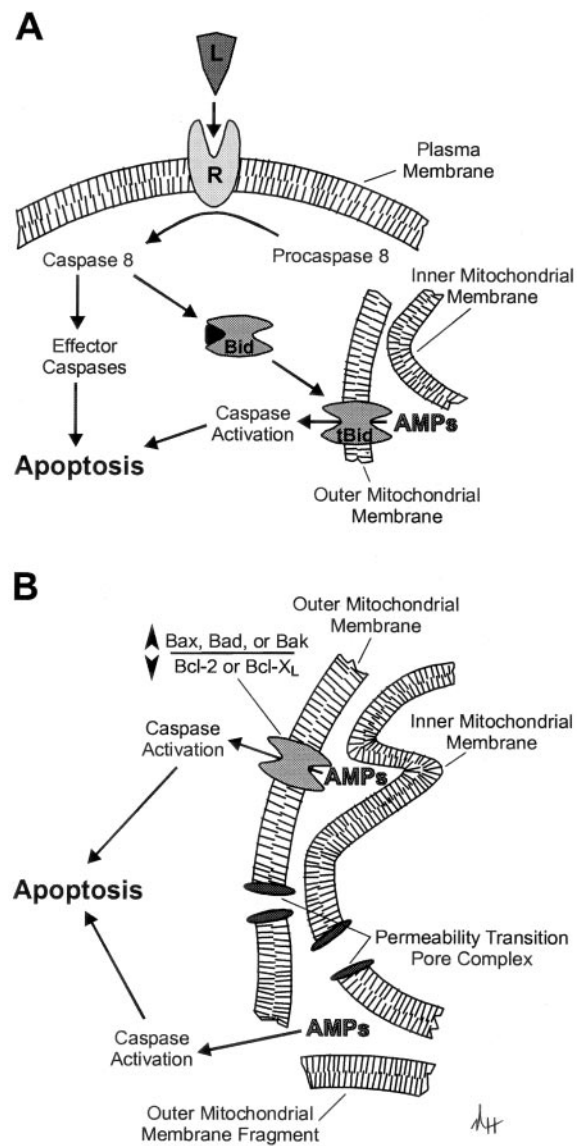 A
L
R
Plasma
Membrane
Caspase 8
Procaspase 8
Inner Mitochondrial
Membrane
Bid
Effector
Caspases
Caspase
Activation
tBid
AMPs
Apoptosis
Outer Mitochondrial
Membrane
B
Outer Mitochondrial
Membrane
Bax, Bad, or Bak
Bcl-2 or Bcl-XL
Caspase
Activation
Inner Mitochondrial
Membrane
AMPs
Apoptosis
Permeability Transition
Pore Complex
AMPs
Caspase
Activation
Outer Mitochondrial
Membrane Fragment